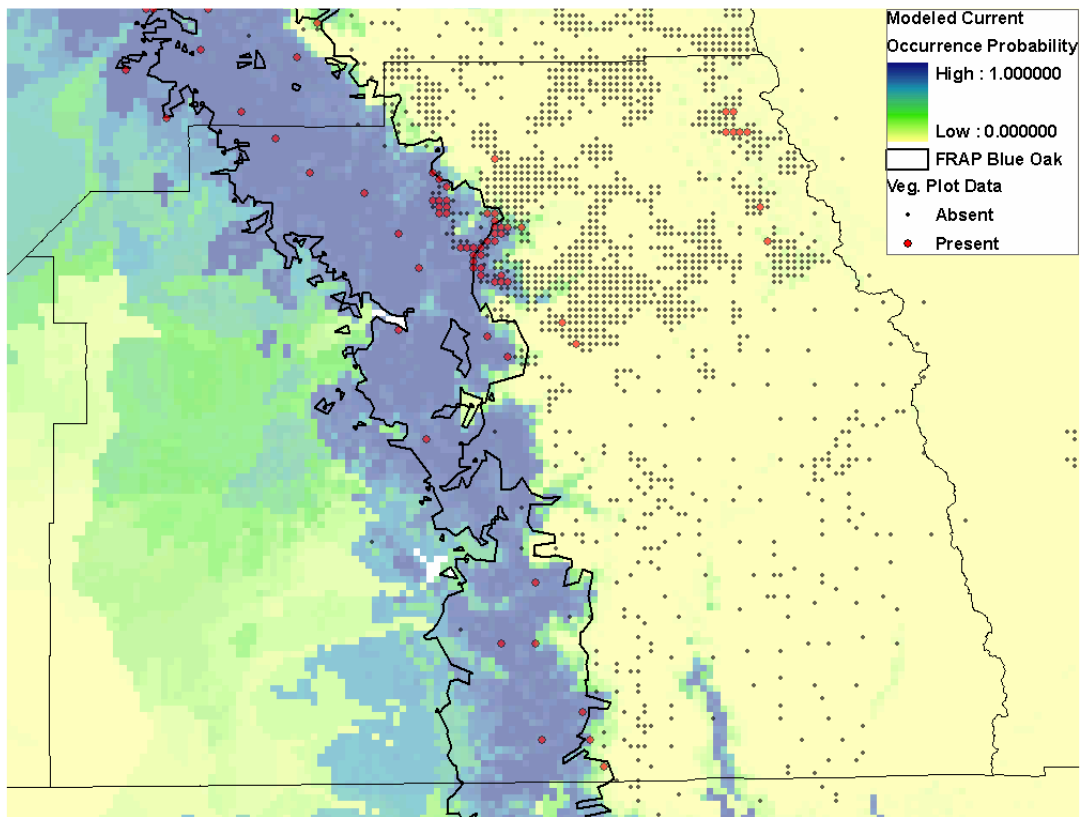 Modeled Current
Occurrence Probability
High : 1.000000
Low : 0.000000
FRAP Blue Oak
Veg. Plot Data
Absent
Present